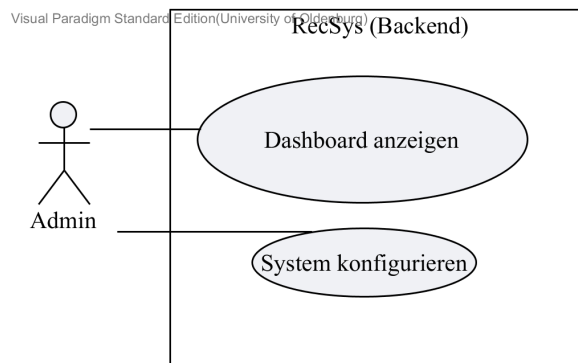 Visual Paradigm Standard Edition(University of Oldenburg)
RecSys (Backend)
Dashboard anzeigen
Admin
System konfigurieren